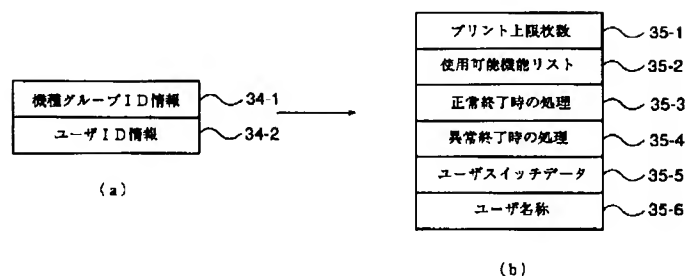 機種グループID情報 34-1
ユーザID情報 34-2
(a)
プリント上限枚数 35-1
使用可能機能リスト 35-2
正常終了時の処理 35-3
異常終了時の処理 35-4
ユーザスイッチデータ 35-5
ユーザ名称 35-6
(b)